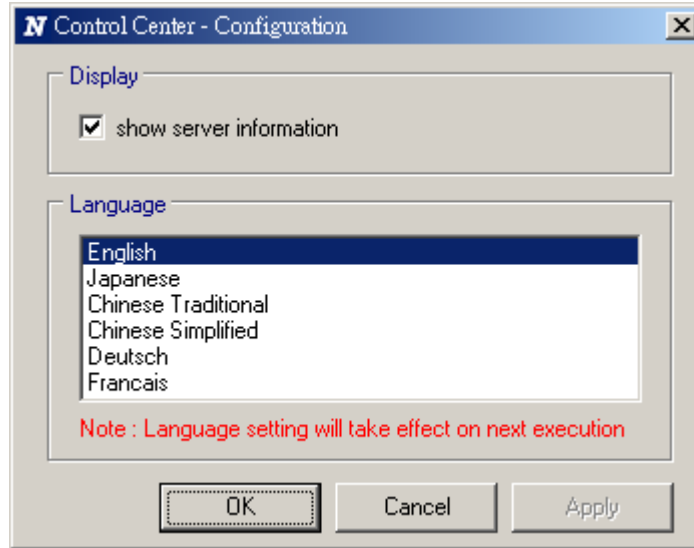 N Control Center - Configuration
Display
show server information
Language
English
Japanese
Chinese Traditional
Chinese Simplified
Deutsch
Francais
Note : Language setting will take effect on next execution
OK
Cancel
Apply